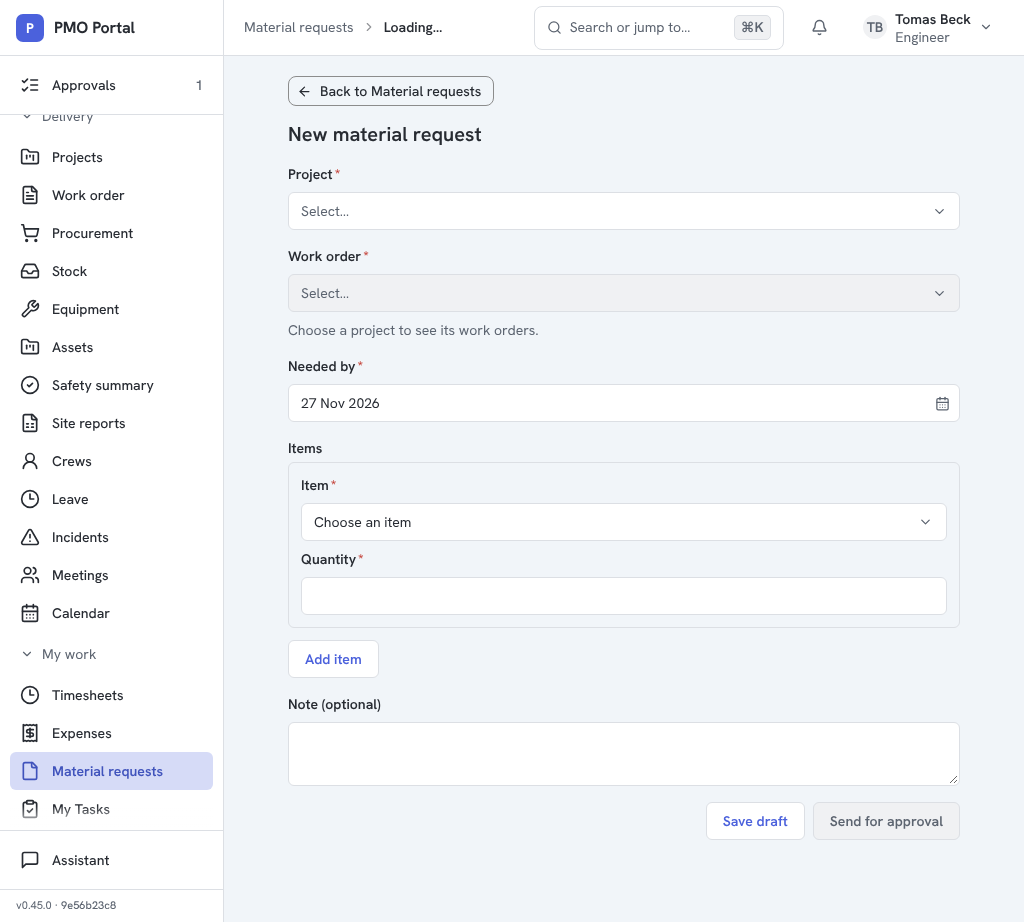 P PMO Portal
Material requests > Loading...
Search or jump to...
⌘K
TB
Tomas Beck
Engineer
Approvals 1
Delivery
Projects
Work order
Procurement
Stock
Equipment
Assets
Safety summary
Site reports
Crews
Leave
Incidents
Meetings
Calendar
My work
Timesheets
Expenses
Material requests
My Tasks
Assistant
v0.45.0 · 9e56b23c8
Back to Material requests
New material request
Project *
Select...
Work order *
Select...
Choose a project to see its work orders.
Needed by *
27 Nov 2026
Items
Item *
Choose an item
Quantity *
Add item
Note (optional)
Save draft
Send for approval